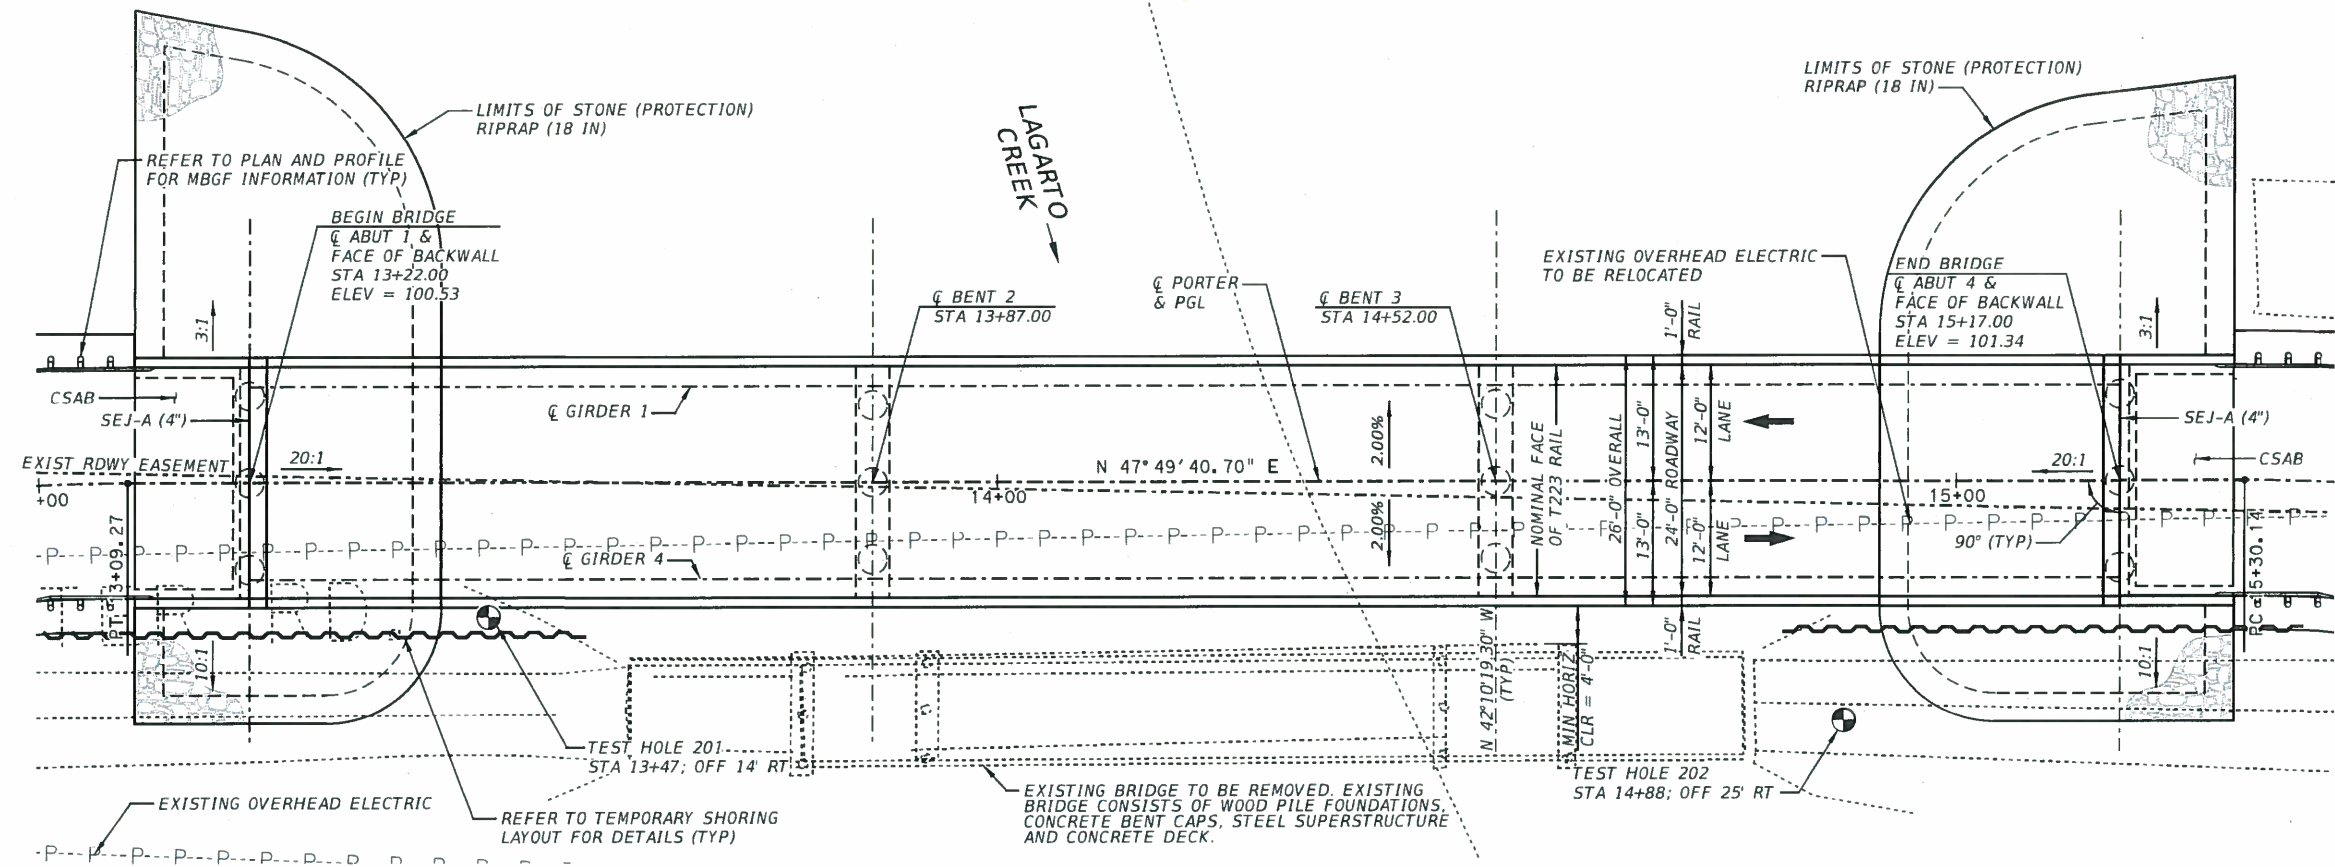 LIMITS OF STONE (PROTECTION)
RIPRAP (18 IN)
LIMITS OF STONE (PROTECTION)
RIPRAP (18 IN)
REFER TO PLAN AND PROFILE
FOR MBGF INFORMATION (TYP)
LAGARTO
CREEK
BEGIN BRIDGE
℄ ABUT 1 &
FACE OF BACKWALL
STA 13+22.00
ELEV = 100.53
℄ BENT 2
STA 13+87.00
℄ PORTER
& PGL
℄ BENT 3
STA 14+52.00
EXISTING OVERHEAD ELECTRIC
TO BE RELOCATED
END BRIDGE
℄ ABUT 4 &
FACE OF BACKWALL
STA 15+17.00
ELEV = 101.34
3:1
3:1
1'-0"
RAIL
CSAB
SEJ-A (4")
℄ GIRDER 1
2.00%
NOMINAL FACE
OF T223 RAIL
26'-0" OVERALL
13'-0"
24'-0" ROADWAY
12'-0"
LANE
SEJ-A (4")
CSAB
EXIST RDWY EASEMENT
20:1
N 47° 49' 40.70" E
20:1
+00
14+00
15+00
2.00%
13'-0"
12'-0"
LANE
90° (TYP)
℄ GIRDER 4
P---P---P---P---P---P---P---P---P---P---P---P
PT 13+09.27
PC 15+30.14
10:1
10:1
1'-0"
RAIL
N 42°10'19.30" W
(TYP)
MIN HORIZ
CLR = 4'-0"
TEST HOLE 201
STA 13+47; OFF 14' RT
TEST HOLE 202
STA 14+88; OFF 25' RT
EXISTING OVERHEAD ELECTRIC
REFER TO TEMPORARY SHORING
LAYOUT FOR DETAILS (TYP)
EXISTING BRIDGE TO BE REMOVED. EXISTING
BRIDGE CONSISTS OF WOOD PILE FOUNDATIONS,
CONCRETE BENT CAPS, STEEL SUPERSTRUCTURE
AND CONCRETE DECK.
-P---P---P---P---P---P---P---P